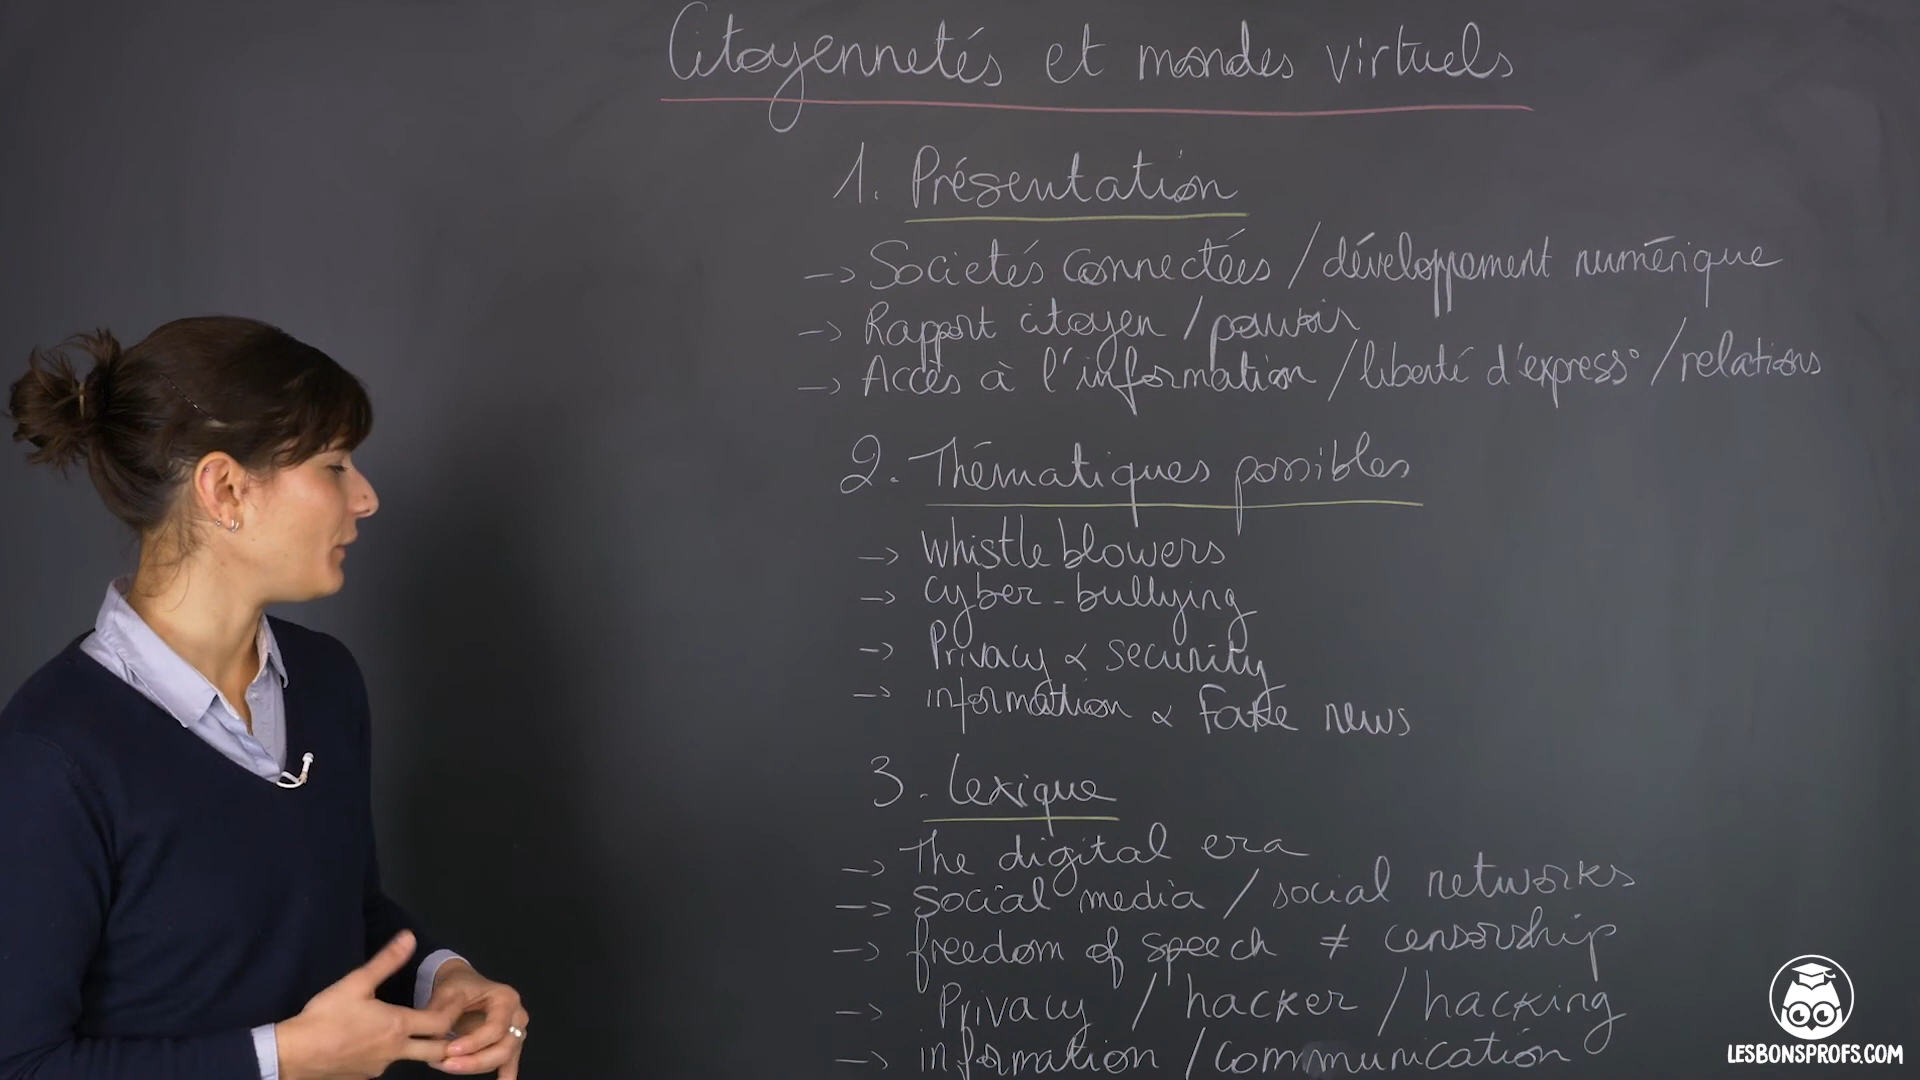 Citoyennetés et mondes virtuels
1. Présentation
-> Societés connectées / développement numérique
-> Rapport citoyen / pouvoir
-> Accès à l'information / liberté d'express° / relations
2. Thématiques possibles
-> Whistle blowers
-> Cyber-bullying
-> Privacy & security
-> information & Fake news
3. Lexique
-> The digital era
-> social media / social networks
-> freedom of speech ≠ censorship
-> Privacy / hacker / hacking
-> information / communication
LESBONSPROFS.COM